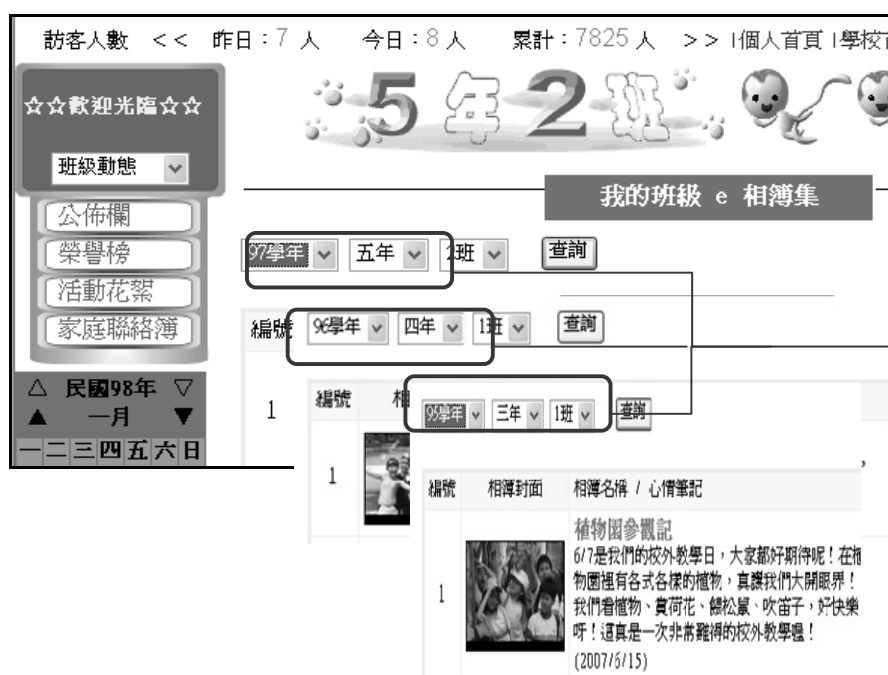 訪客人數 << 昨日：7 人 今日：8 人 累計：7825 人 >> |個人首頁 |學校
☆☆歡迎光臨☆☆
5年2班
班級動態
公佈欄
榮譽榜
活動花絮
家庭聯絡簿
△ 民國98年 ▽
▲ 一月 ▼
一二三四五六日
我的班級 e 相簿集
97學年 五年 2班 查詢
編號
1
96學年 四年 1班 查詢
編號 相
1
95學年 三年 1班 查詢
編號 相簿封面 相簿名稱 / 心情筆記
1
植物園參觀記
6/7是我們的校外教學日，大家都好期待呢！在植
物園裡有各式各樣的植物，真讓我們大開眼界！
我們看植物、賞荷花、餵松鼠、吹笛子，好快樂
呀！這真是一次非常難得的校外教學喔！
(2007/6/15)